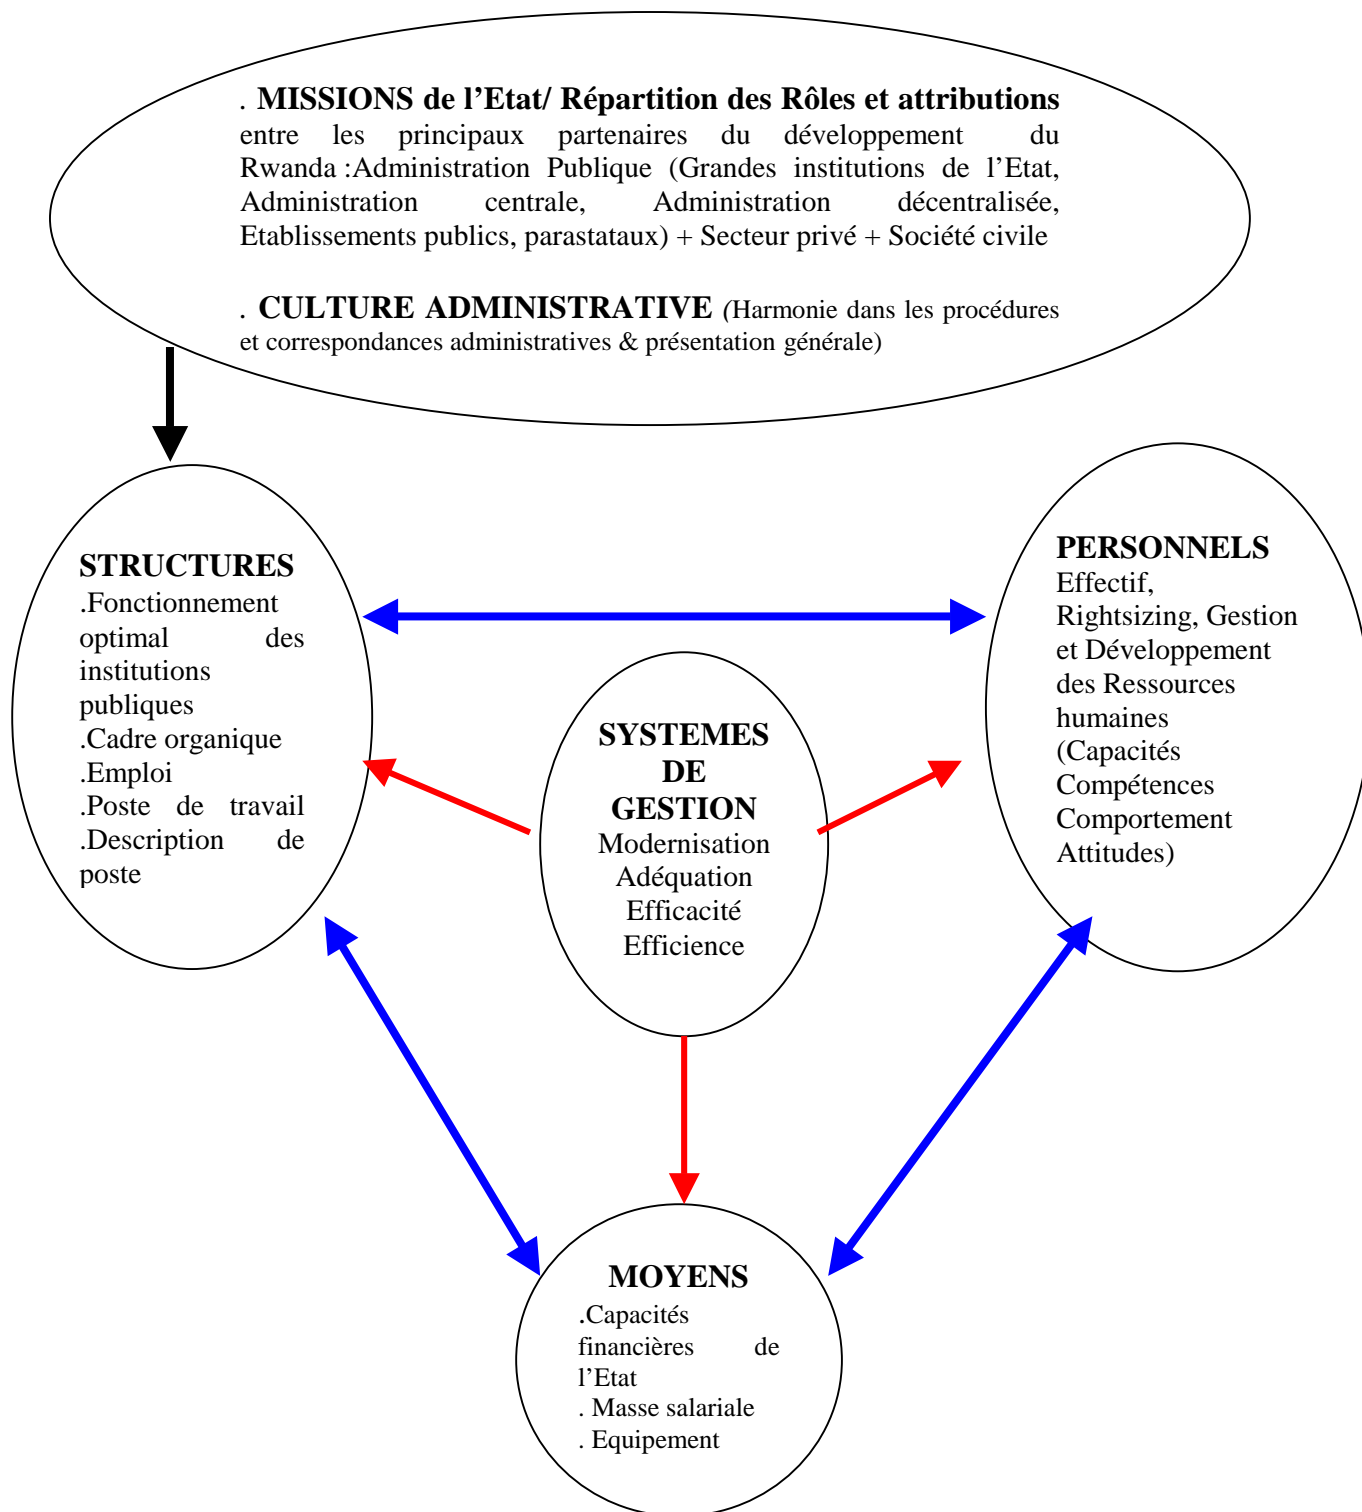 . MISSIONS de l’Etat/ Répartition des Rôles et attributions
entre les principaux partenaires du développement du
Rwanda :Administration Publique (Grandes institutions de l’Etat,
Administration centrale, Administration décentralisée,
Etablissements publics, parastataux) + Secteur privé + Société civile
. CULTURE ADMINISTRATIVE (Harmonie dans les procédures
et correspondances administratives & présentation générale)
STRUCTURES
.Fonctionnement
optimal des
institutions
publiques
.Cadre organique
.Emploi
.Poste de travail
.Description de
poste
SYSTEMES
DE
GESTION
Modernisation
Adéquation
Efficacité
Efficience
PERSONNELS
Effectif,
Rightsizing, Gestion
et Développement
des Ressources
humaines
(Capacités
Compétences
Comportement
Attitudes)
MOYENS
.Capacités
financières de
l’Etat
. Masse salariale
. Equipement